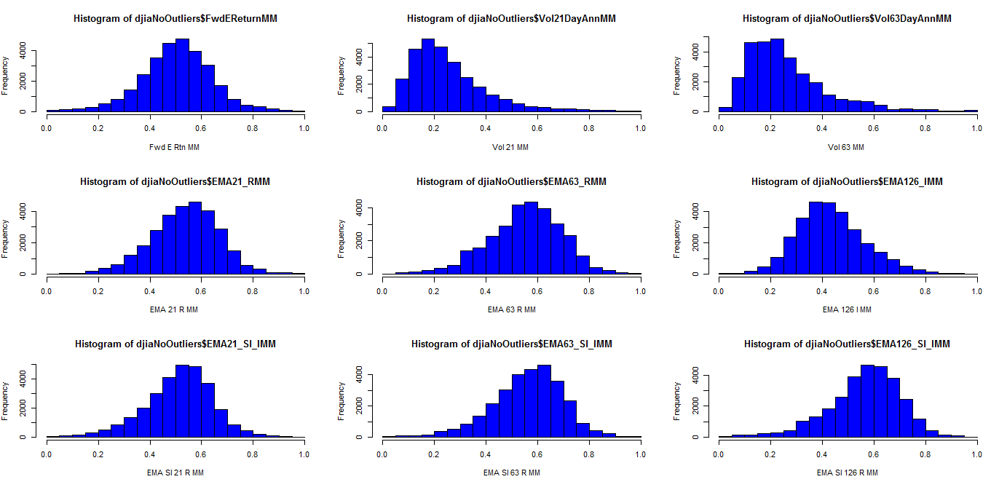 Histogram of djiaNoOutliers$FwdEReturnMM
Frequency
0 2000 4000
0.0 0.2 0.4 0.6 0.8 1.0
Fwd E Rtn MM
Histogram of djiaNoOutliers$Vol21DayAnnMM
Frequency
0 2000 4000
0.0 0.2 0.4 0.6 0.8 1.0
Vol 21 MM
Histogram of djiaNoOutliers$Vol63DayAnnMM
Frequency
0 2000 4000
0.0 0.2 0.4 0.6 0.8 1.0
Vol 63 MM
Histogram of djiaNoOutliers$EMA21_RMM
Frequency
0 2000 4000
0.0 0.2 0.4 0.6 0.8 1.0
EMA 21 R MM
Histogram of djiaNoOutliers$EMA63_RMM
Frequency
0 2000 4000
0.0 0.2 0.4 0.6 0.8 1.0
EMA 63 R MM
Histogram of djiaNoOutliers$EMA126_IMM
Frequency
0 2000 4000
0.0 0.2 0.4 0.6 0.8 1.0
EMA 126 I MM
Histogram of djiaNoOutliers$EMA21_SI_IMM
Frequency
0 2000 4000
0.0 0.2 0.4 0.6 0.8 1.0
EMA SI 21 R MM
Histogram of djiaNoOutliers$EMA63_SI_IMM
Frequency
0 2000 4000
0.0 0.2 0.4 0.6 0.8 1.0
EMA SI 63 R MM
Histogram of djiaNoOutliers$EMA126_SI_IMM
Frequency
0 2000 4000
0.0 0.2 0.4 0.6 0.8 1.0
EMA SI 126 R MM